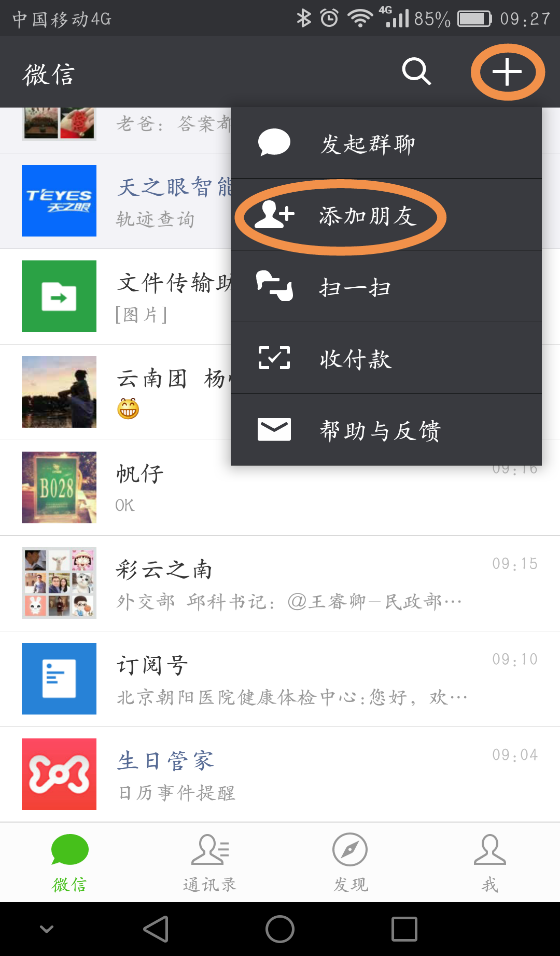 中国移动4G
4G
85%
09:27
微信
发起群聊
添加朋友
扫一扫
收付款
帮助与反馈
老爸：答案都
TEYES
天之眼
天之眼智能
轨迹查询
文件传输助
[图片]
云南团 杨
帆仔
09:16
B028
OK
彩云之南
09:15
外交部 邱科书记：@王睿卿-民政部…
订阅号
09:10
北京朝阳医院健康体检中心:您好，欢…
生日管家
09:04
日历事件提醒
微信
通讯录
发现
我